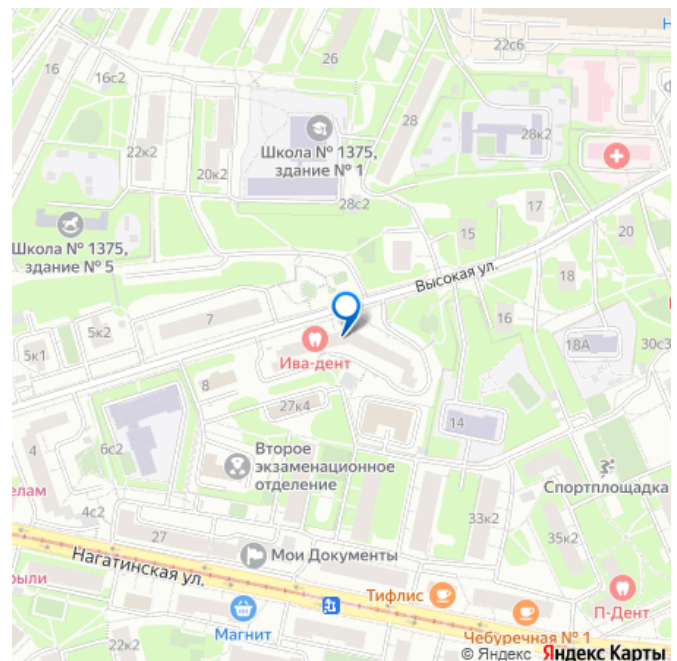 22с6
Н
26
16
16с2
28
28к2
Школа № 1375,
здание № 1
22к2
20к2
28с2
17
15
20
Школа № 1375,
здание № 5
Высокая ул.
18
16
7
5к2
5к1
18А
30с3
Ива-дент
8
27к4
14
4
6с2
Второе
экзаменационное
отделение
Спортплощадка
елам
4с2
33к2
35к2
27
Мои Документы
Нагатинская ул.
рыли
Тифлис
П-Дент
Магнит
Чебуречная № 1
22к2
© Яндекс Яндекс Карты